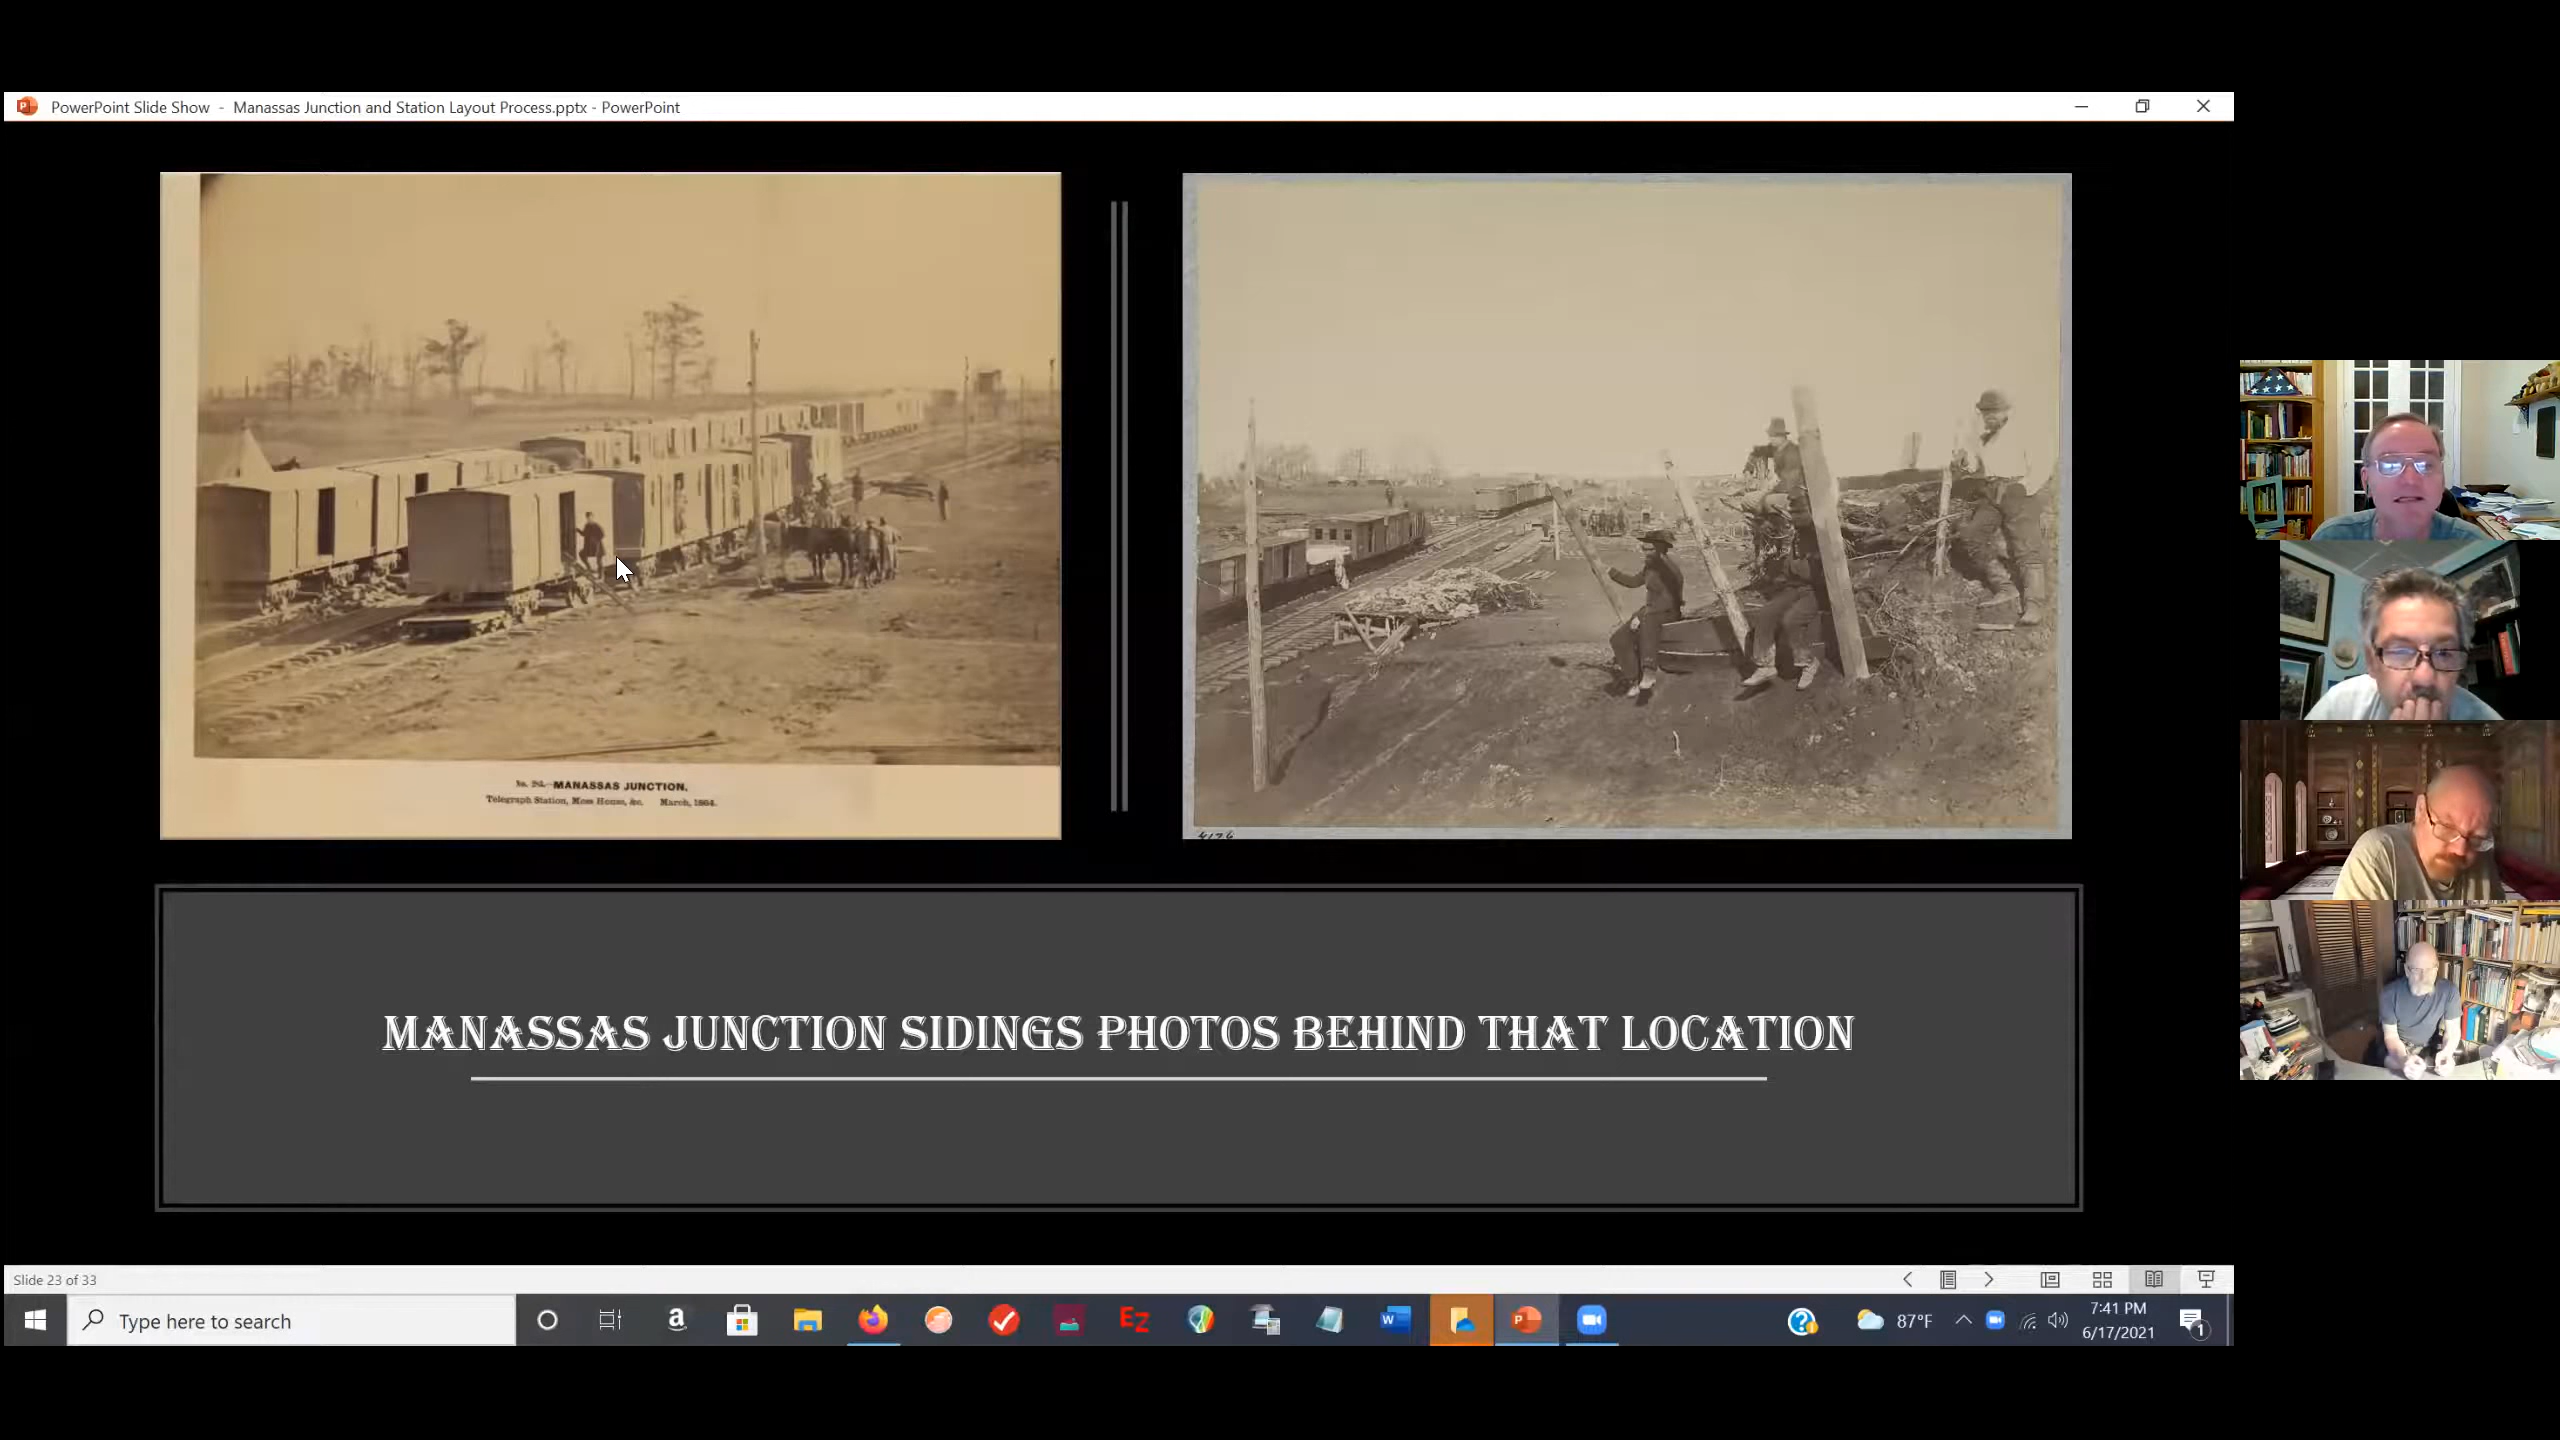 PowerPoint Slide Show - Manassas Junction and Station Layout Process.pptx - PowerPoint
MANASSAS JUNCTION.
Telegraph Station, Moss House, &c. March, 1864.
MANASSAS JUNCTION SIDINGS PHOTOS BEHIND THAT LOCATION
Slide 23 of 33
Type here to search
EZ
87°F
7:41 PM
6/17/2021
1